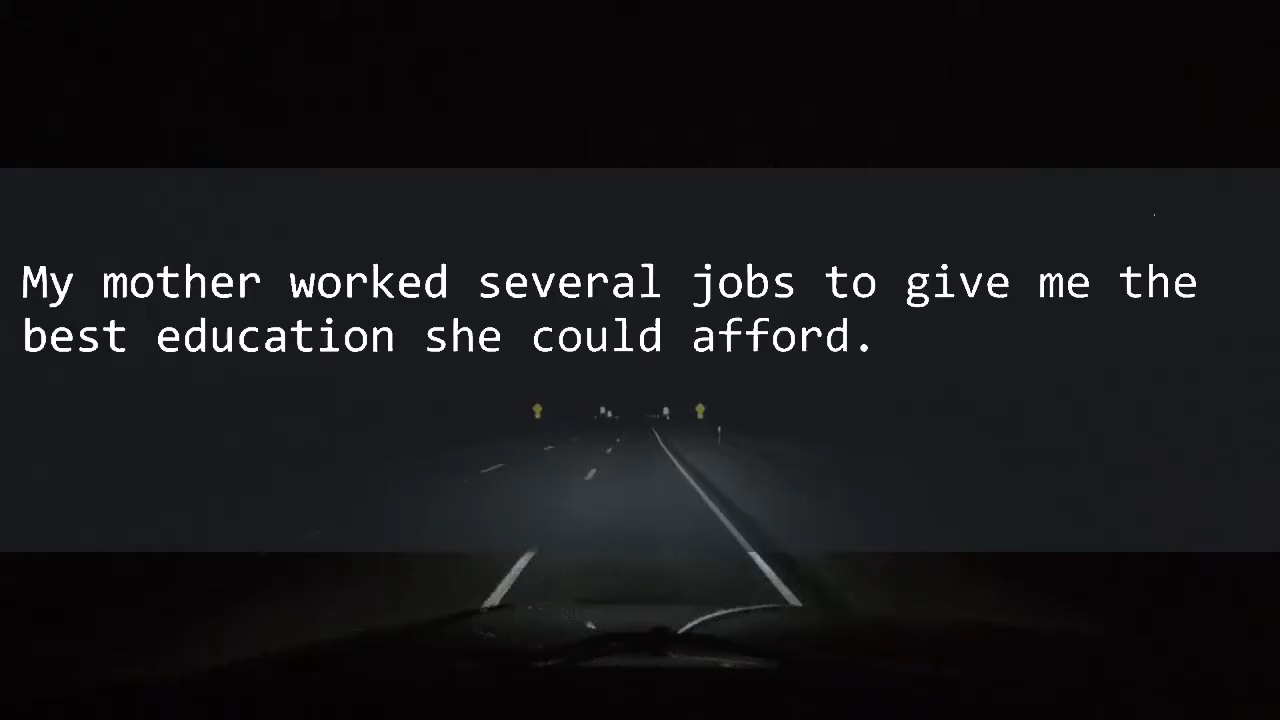 My mother worked several jobs to give me the
best education she could afford.